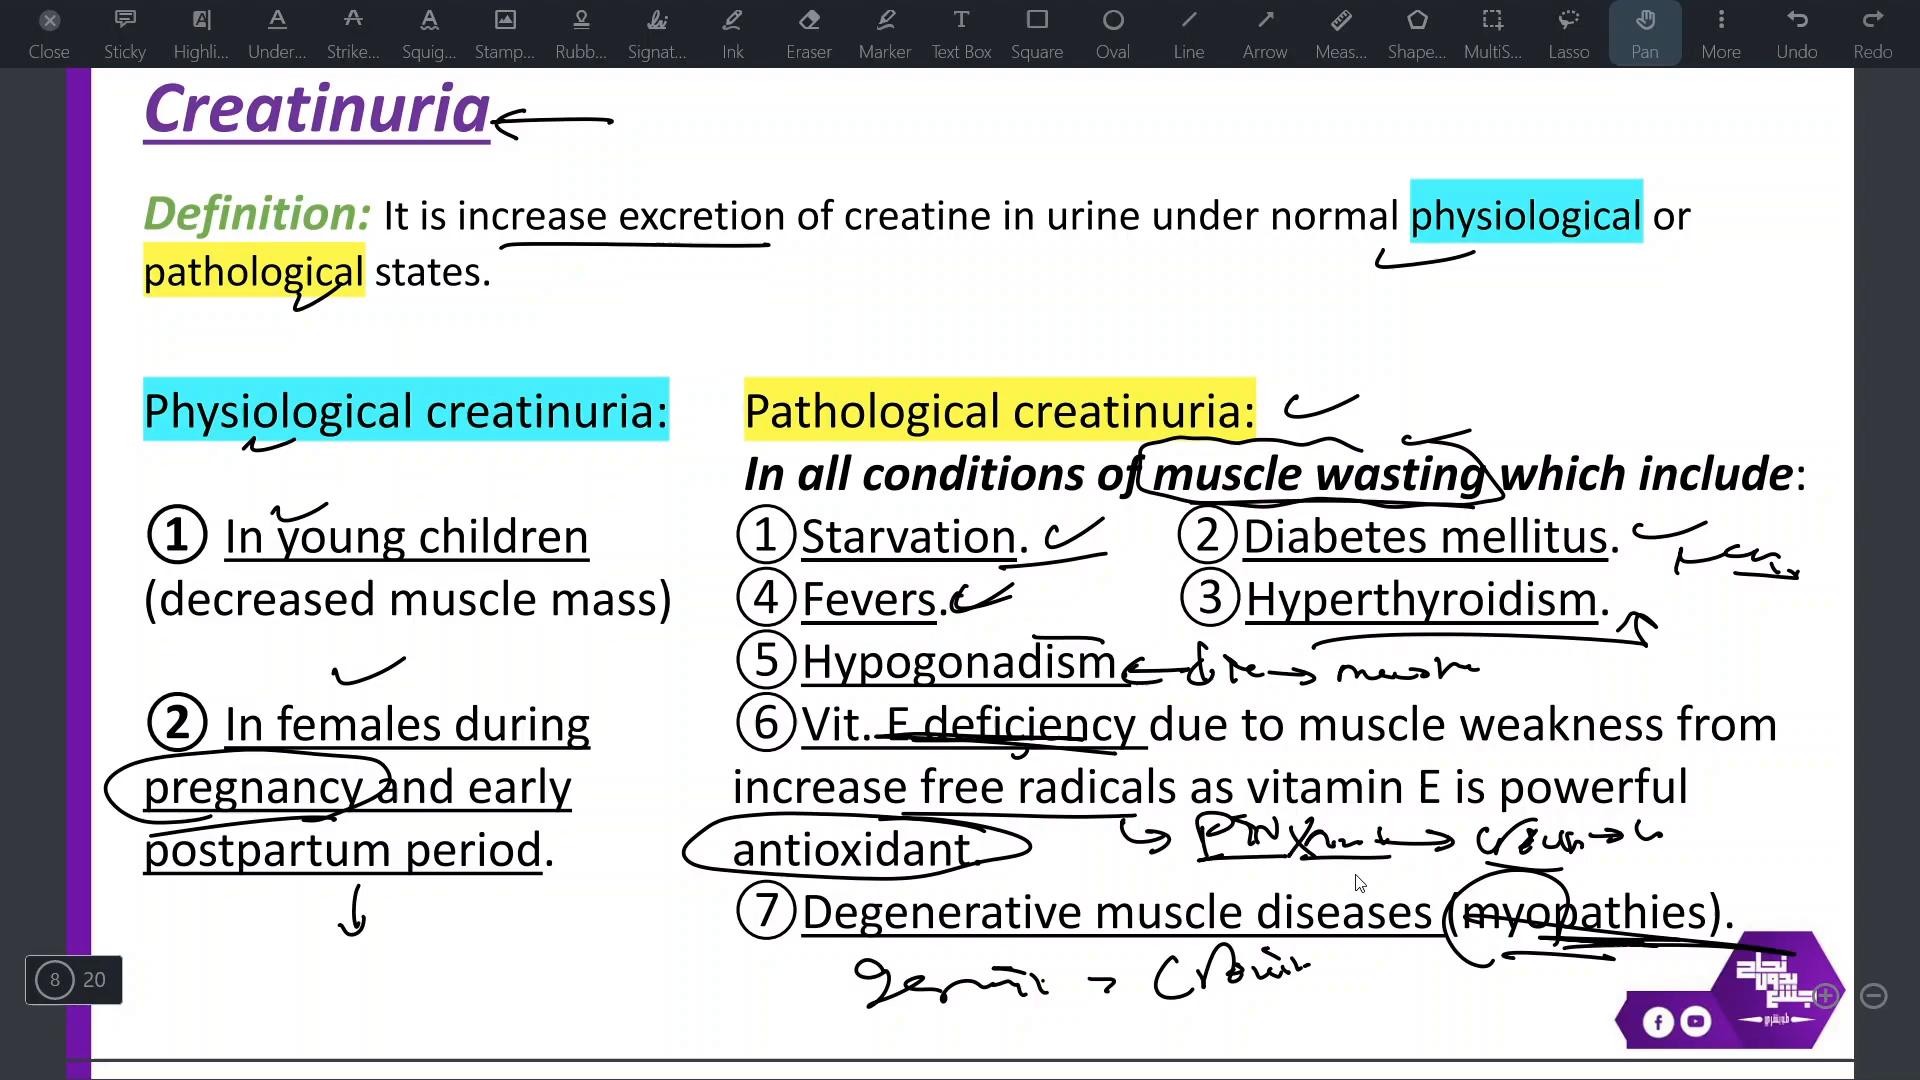 Close Sticky Highli... Under... Strike... Squig... Stamp... Rubb... Signat... Ink Eraser Marker Text Box Square Oval Line Arrow Meas... Shape... MultiS... Lasso Pan More Undo Redo
Creatinuria
Definition: It is increase excretion of creatine in urine under normal physiological or
pathological states.
Physiological creatinuria:
1 In young children
(decreased muscle mass)
2 In females during
pregnancy and early
postpartum period.
Pathological creatinuria:
In all conditions of muscle wasting which include:
1 Starvation. 2 Diabetes mellitus.
4 Fevers. 3 Hyperthyroidism.
5 Hypogonadism.
6 Vit. E deficiency due to muscle weakness from
increase free radicals as vitamin E is powerful
antioxidant.
7 Degenerative muscle diseases (myopathies).
8 20